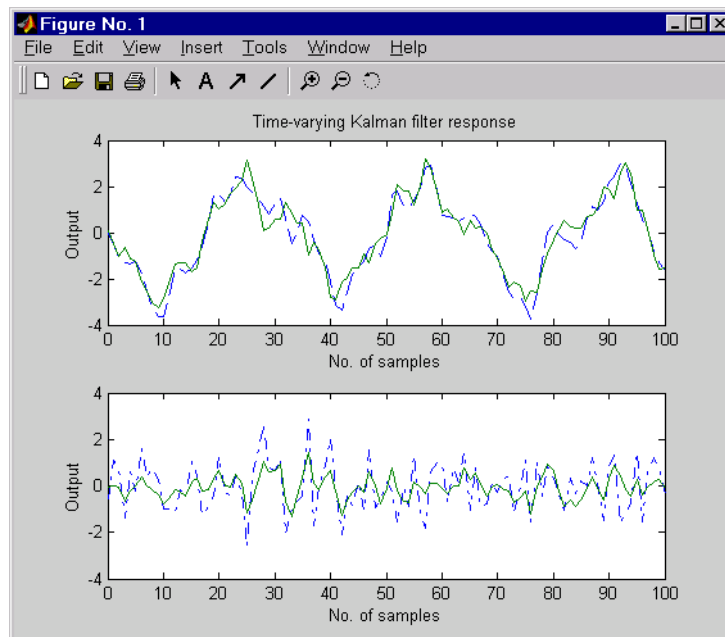 Figure No. 1
File Edit View Insert Tools Window Help
A
Time-varying Kalman filter response
4
2
0
-2
-4
Output
0 10 20 30 40 50 60 70 80 90 100
No. of samples
4
2
0
-2
-4
Output
0 10 20 30 40 50 60 70 80 90 100
No. of samples